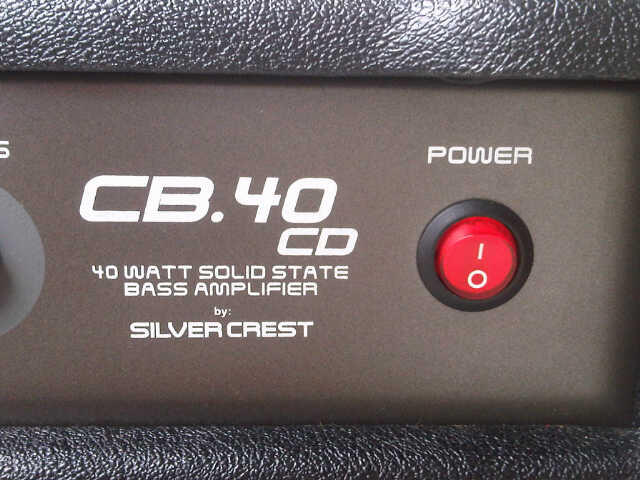 S
POWER
CB.40
CD
40 WATT SOLID STATE
BASS AMPLIFIER
by:
SILVER CREST
I
O